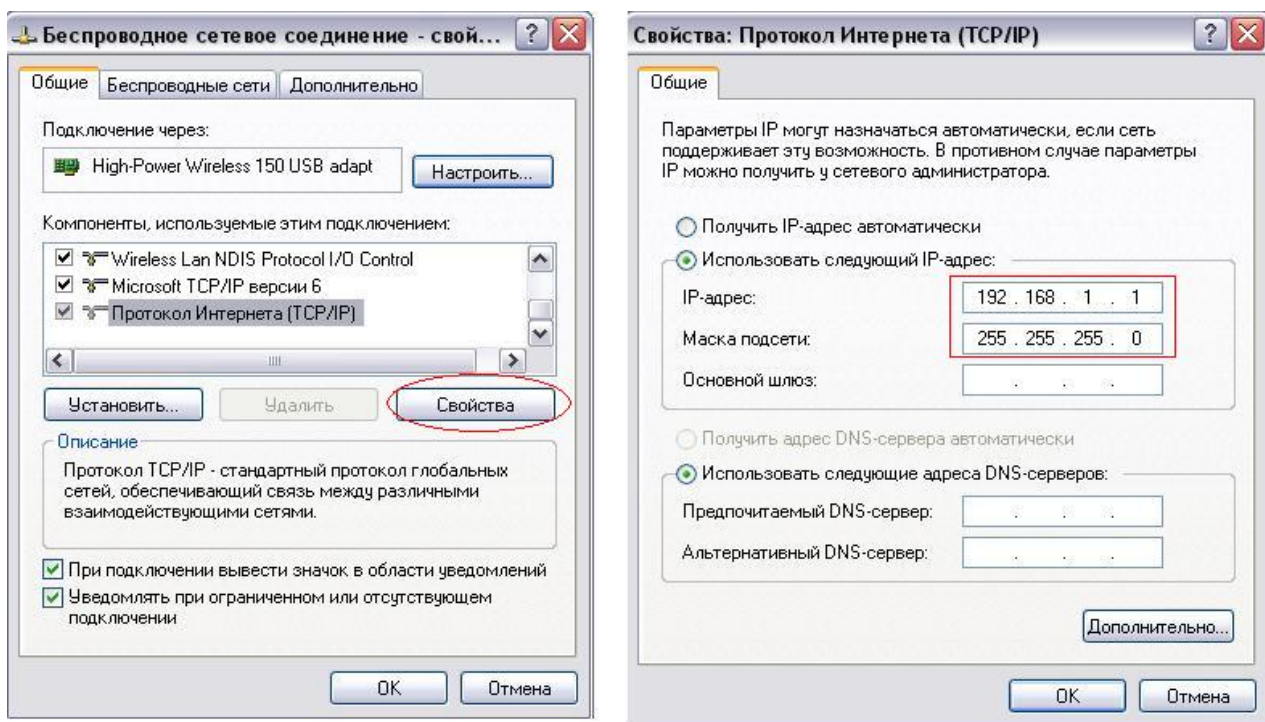 Беспроводное сетевое соединение - свой...
Общие
Беспроводные сети
Дополнительно
Подключение через:
High-Power Wireless 150 USB adapt
Настроить...
Компоненты, используемые этим подключением:
Wireless Lan NDIS Protocol I/O Control
Microsoft TCP/IP версии 6
Протокол Интернета (TCP/IP)
Установить...
Удалить
Свойства
Описание
Протокол TCP/IP - стандартный протокол глобальных
сетей, обеспечивающий связь между различными
взаимодействующими сетями.
При подключении вывести значок в области уведомлений
Уведомлять при ограниченном или отсутствующем
подключении
OK
Отмена
Свойства: Протокол Интернета (TCP/IP)
Общие
Параметры IP могут назначаться автоматически, если сеть
поддерживает эту возможность. В противном случае параметры
IP можно получить у сетевого администратора.
Получить IP-адрес автоматически
Использовать следующий IP-адрес:
IP-адрес:
192 . 168 . 1 . 1
Маска подсети:
255 . 255 . 255 . 0
Основной шлюз:
. . .
Получить адрес DNS-сервера автоматически
Использовать следующие адреса DNS-серверов:
Предпочитаемый DNS-сервер:
. . .
Альтернативный DNS-сервер:
. . .
Дополнительно...
OK
Отмена